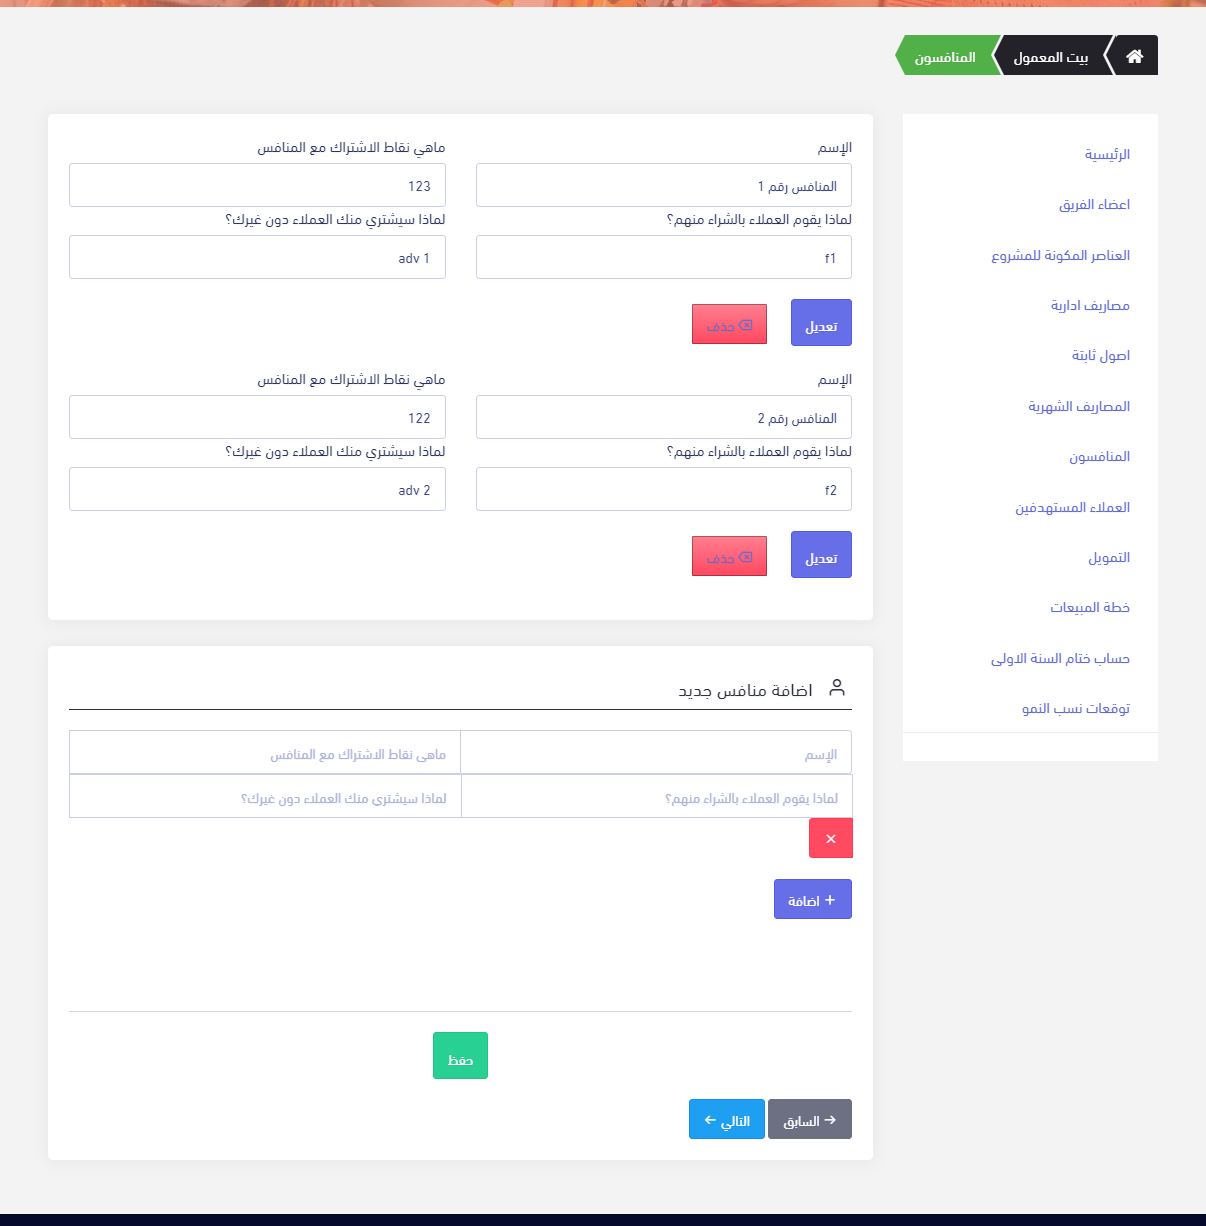 بيت المعمول
المنافسون
الرئيسية
اعضاء الفريق
العناصر المكونة للمشروع
مصاريف ادارية
اصول ثابتة
المصاريف الشهرية
المنافسون
العملاء المستهدفين
التمويل
خطة المبيعات
حساب ختام السنة الاولى
توقعات نسب النمو
الإسم
ماهي نقاط الاشتراك مع المنافس
المنافس رقم 1
123
لماذا يقوم العملاء بالشراء منهم؟
لماذا سيشتري منك العملاء دون غيرك؟
f1
adv 1
تعديل
حذف
الإسم
ماهي نقاط الاشتراك مع المنافس
المنافس رقم 2
122
لماذا يقوم العملاء بالشراء منهم؟
لماذا سيشتري منك العملاء دون غيرك؟
f2
adv 2
تعديل
حذف
اضافة منافس جديد
الإسم
ماهى نقاط الاشتراك مع المنافس
لماذا يقوم العملاء بالشراء منهم؟
لماذا سيشتري منك العملاء دون غيرك؟
اضافة
حفظ
السابق
التالي